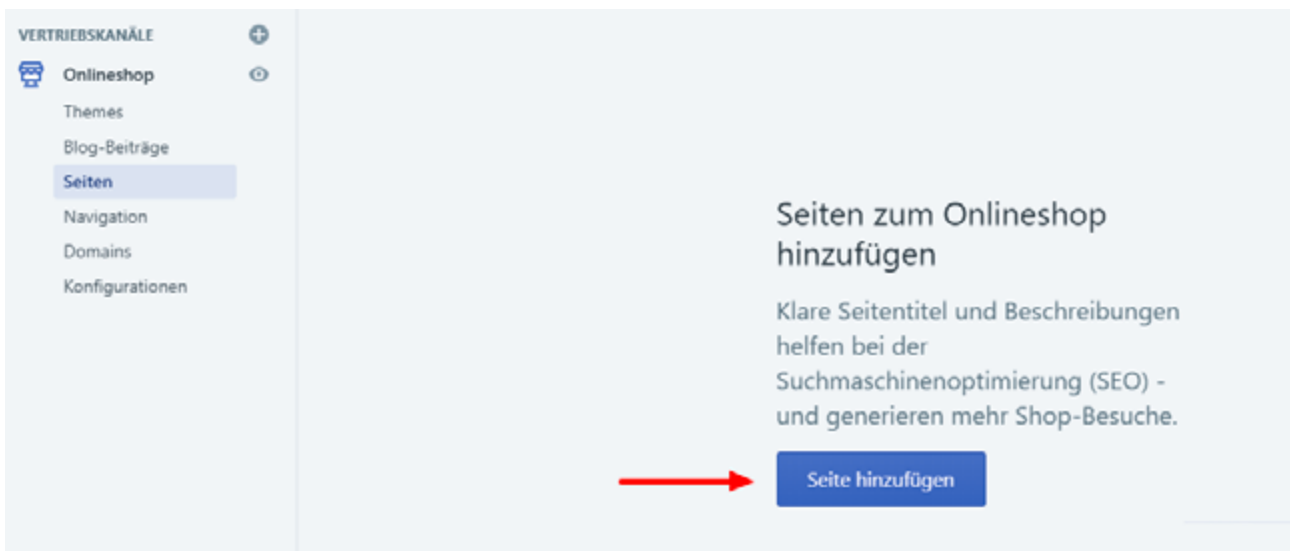 VERTRIEBSKANÄLE
Onlineshop
Themes
Blog-Beiträge
Seiten
Navigation
Domains
Konfigurationen
Seiten zum Onlineshop
hinzufügen
Klare Seitentitel und Beschreibungen
helfen bei der
Suchmaschinenoptimierung (SEO) -
und generieren mehr Shop-Besuche.
Seite hinzufügen